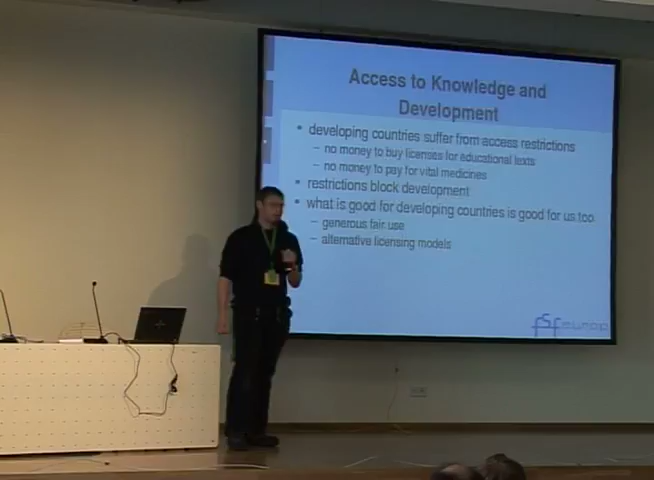 Access to Knowledge and
Development
• developing countries suffer from access restrictions
– no money to buy licenses for educational texts
– no money to pay for vital medicines
• restrictions block development
• what is good for developing countries is good for us too
– generous fair use
– alternative licensing models
fsfeurope